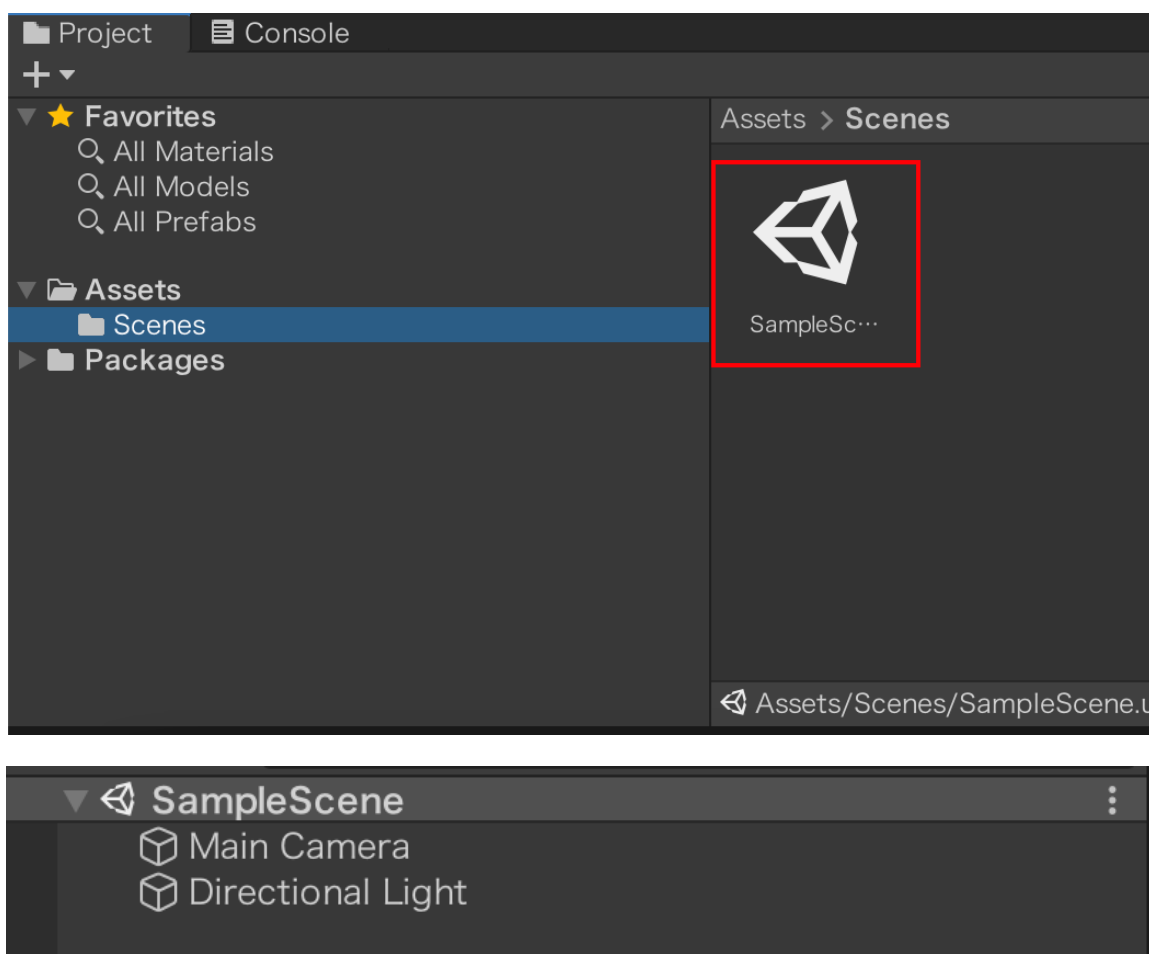 Project Console
Favorites
All Materials
All Models
All Prefabs
Assets
Scenes
Packages
Assets > Scenes
SampleSc…
Assets/Scenes/SampleScene.u
SampleScene
Main Camera
Directional Light